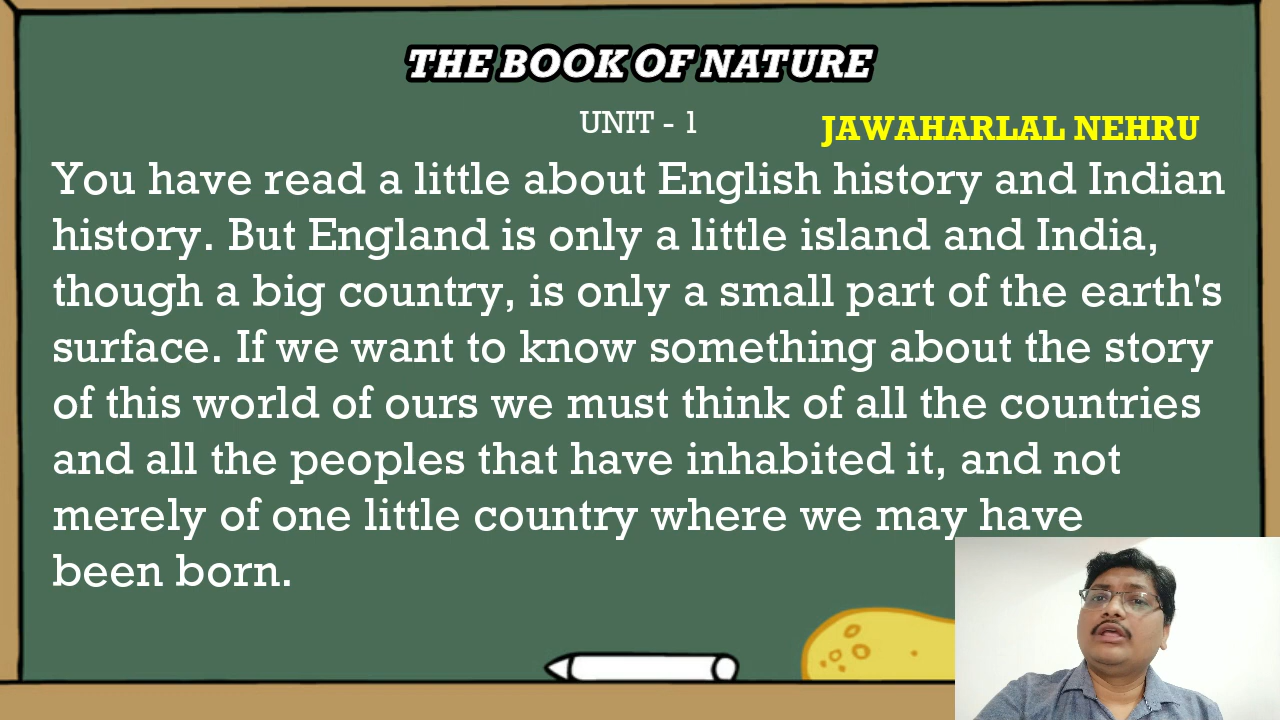 THE BOOK OF NATURE
UNIT - 1
JAWAHARLAL NEHRU
You have read a little about English history and Indian
history. But England is only a little island and India,
though a big country, is only a small part of the earth's
surface. If we want to know something about the story
of this world of ours we must think of all the countries
and all the peoples that have inhabited it, and not
merely of one little country where we may have
been born.